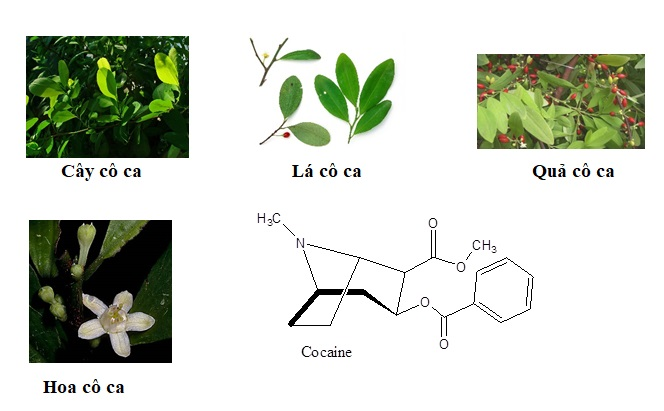 Cây cô ca
Lá cô ca
Quả cô ca
Hoa cô ca
H3C
N
O
CH3
O
O
O
Cocaine